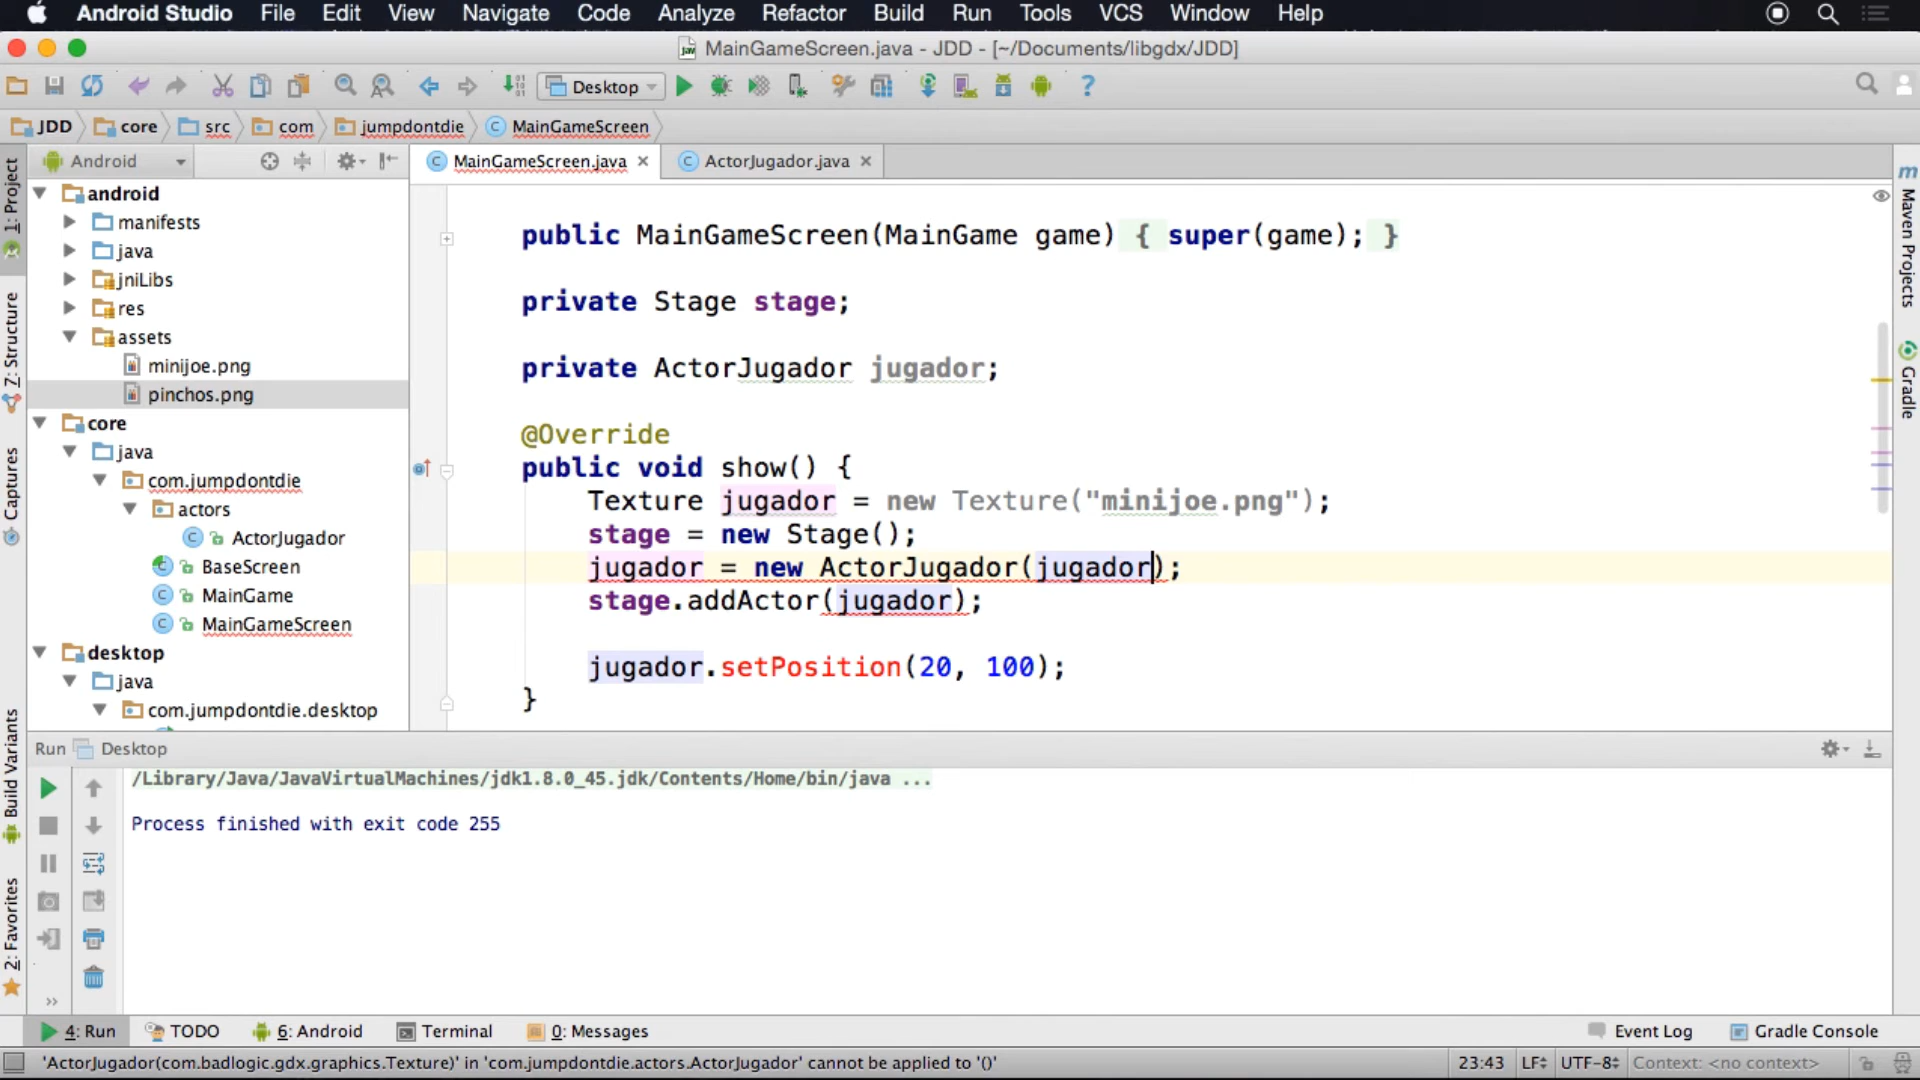 Android Studio File Edit View Navigate Code Analyze Refactor Build Run Tools VCS Window Help
MainGameScreen.java - JDD - [~/Documents/libgdx/JDD]
Desktop
JDD core src com jumpdontdie MainGameScreen
Android
MainGameScreen.java ActorJugador.java
1: Project
7: Structure
Captures
Build Variants
2: Favorites
android
manifests
java
jniLibs
res
assets
minijoe.png
pinchos.png
core
java
com.jumpdontdie
actors
ActorJugador
BaseScreen
MainGame
MainGameScreen
desktop
java
com.jumpdontdie.desktop
public MainGameScreen(MainGame game) { super(game); }
private Stage stage;
private ActorJugador jugador;
@Override
public void show() {
Texture jugador = new Texture("minijoe.png");
stage = new Stage();
jugador = new ActorJugador(jugador);
stage.addActor(jugador);
jugador.setPosition(20, 100);
}
Maven Projects
Gradle
Run Desktop
/Library/Java/JavaVirtualMachines/jdk1.8.0_45.jdk/Contents/Home/bin/java ...
Process finished with exit code 255
4: Run TODO 6: Android Terminal 0: Messages Event Log Gradle Console
'ActorJugador(com.badlogic.gdx.graphics.Texture)' in 'com.jumpdontdie.actors.ActorJugador' cannot be applied to '()' 23:43 LF UTF-8 Context: <no context>